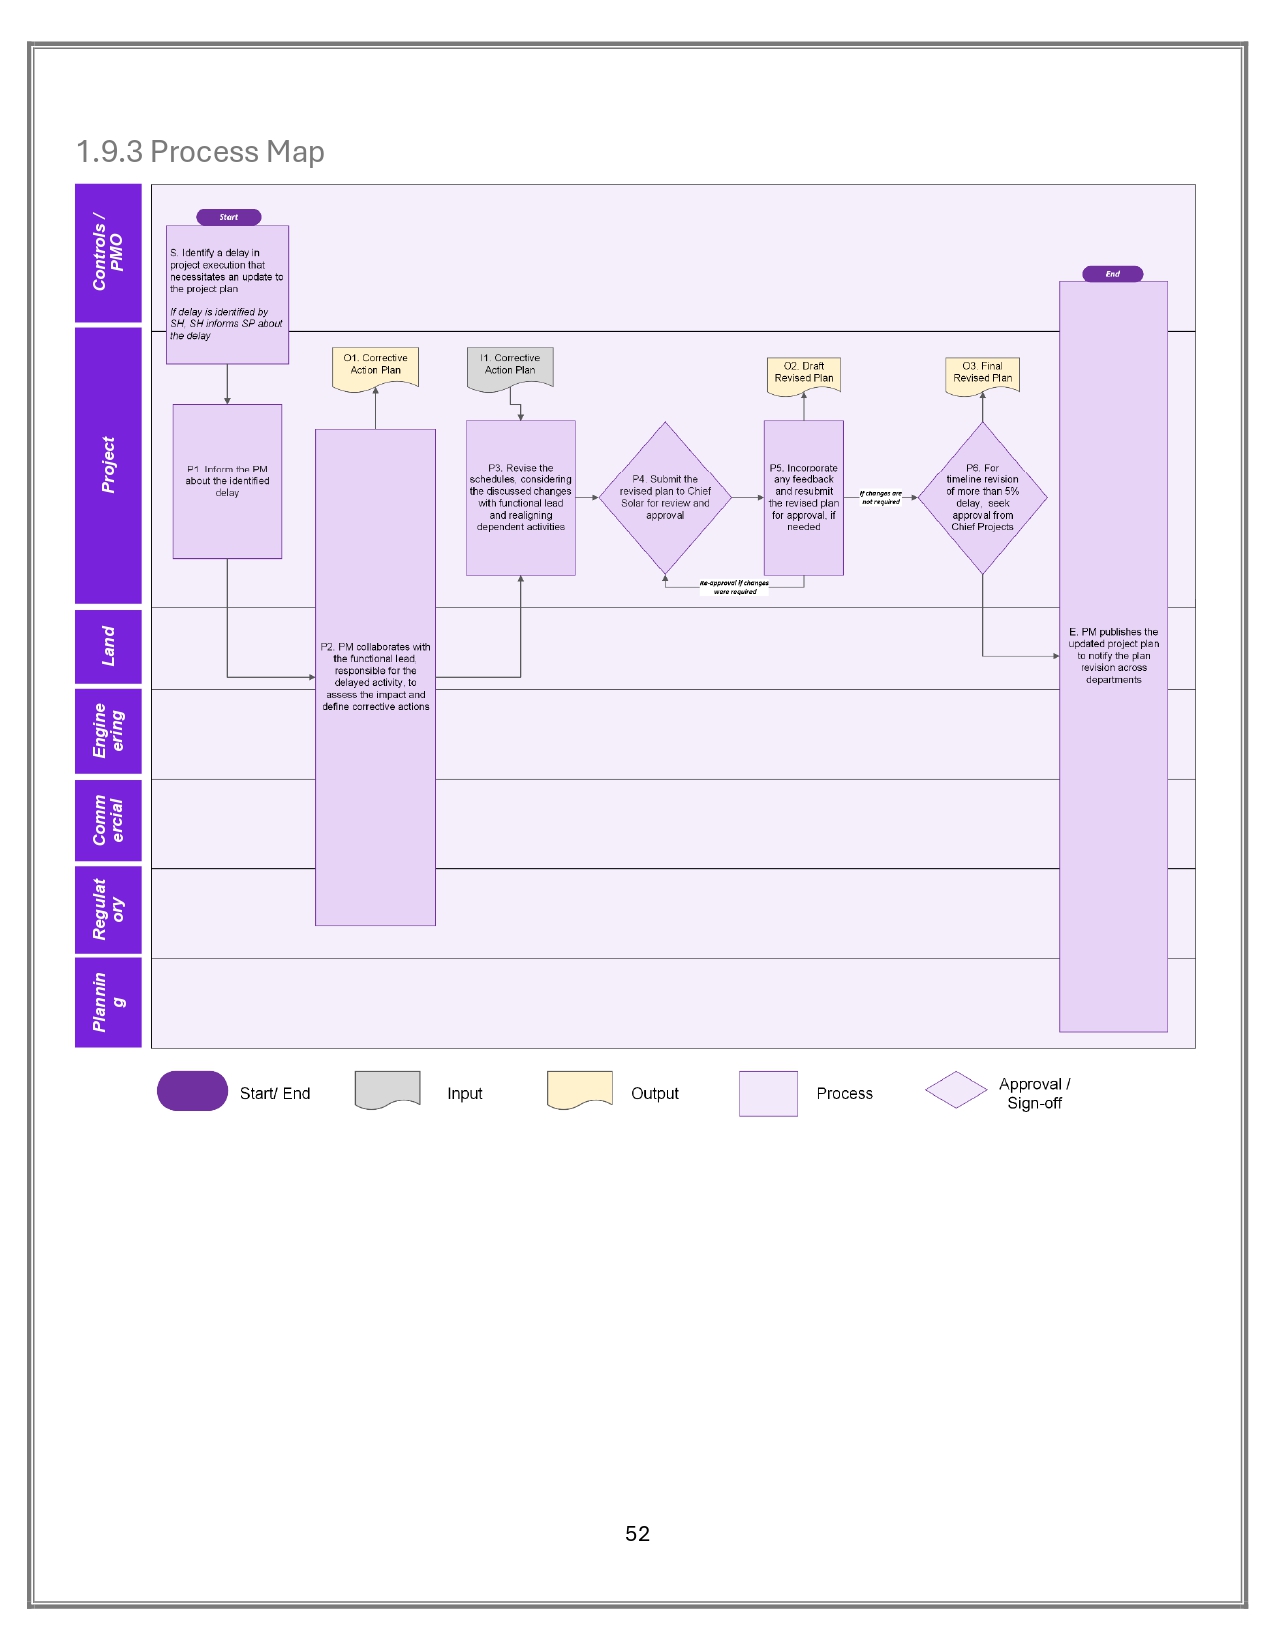 1.9.3 Process Map
Controls /
PMO
Start
S. Identify a delay in
project execution that
necessitates an update to
the project plan
If delay is identified by
SH, SH informs SP about
the delay
End
Project
O1. Corrective
Action Plan
I1. Corrective
Action Plan
O2. Draft
Revised Plan
O3. Final
Revised Plan
P1. Inform the PM
about the identified
delay
P3. Revise the
schedules, considering
the discussed changes
with functional lead
and realigning
dependent activities
P4. Submit the
revised plan to Chief
Solar for review and
approval
P5. Incorporate
any feedback
and resubmit
the revised plan
for approval, if
needed
If changes are
not required
P6. For
timeline revision
of more than 5%
delay, seek
approval from
Chief Projects
Re-approval if changes
were required
Land
P2. PM collaborates with
the functional lead,
responsible for the
delayed activity, to
assess the impact and
define corrective actions
E. PM publishes the
updated project plan
to notify the plan
revision across
departments
Engine
ering
Comm
ercial
Regulat
ory
Plannin
g
Start/ End
Input
Output
Process
Approval /
Sign-off
52